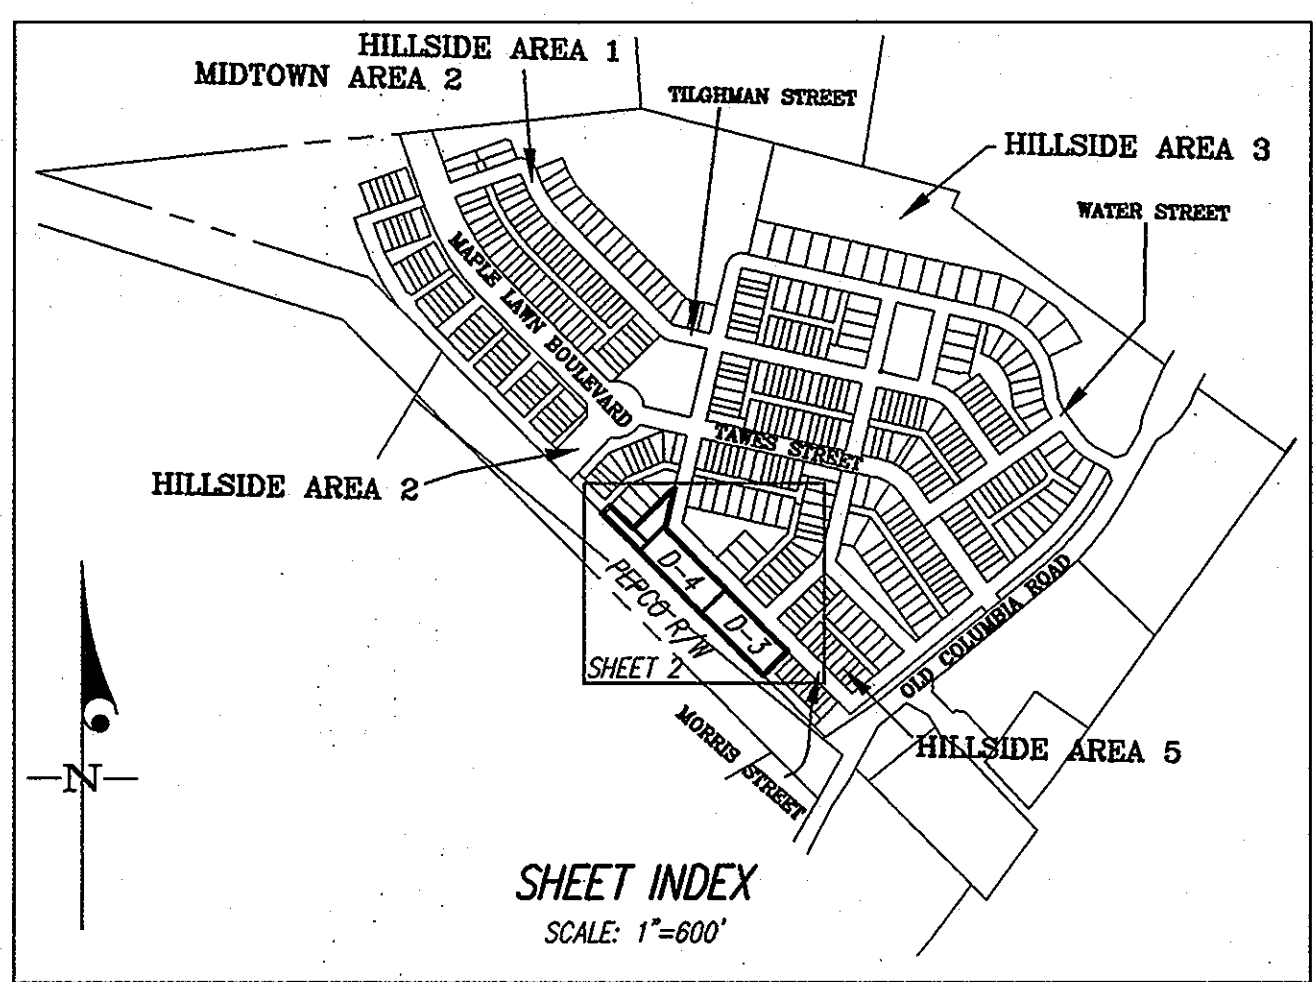 HILLSIDE AREA 1
MIDTOWN AREA 2
TILGHMAN STREET
HILLSIDE AREA 3
WATER STREET
MAPLE LAWN BOULEVARD
TAWES STREET
HILLSIDE AREA 2
D-4
PEPCO R/W
D-3
SHEET 2
OLD COLUMBIA ROAD
MORRIS STREET
HILLSIDE AREA 5
N
SHEET INDEX
SCALE: 1"=600'